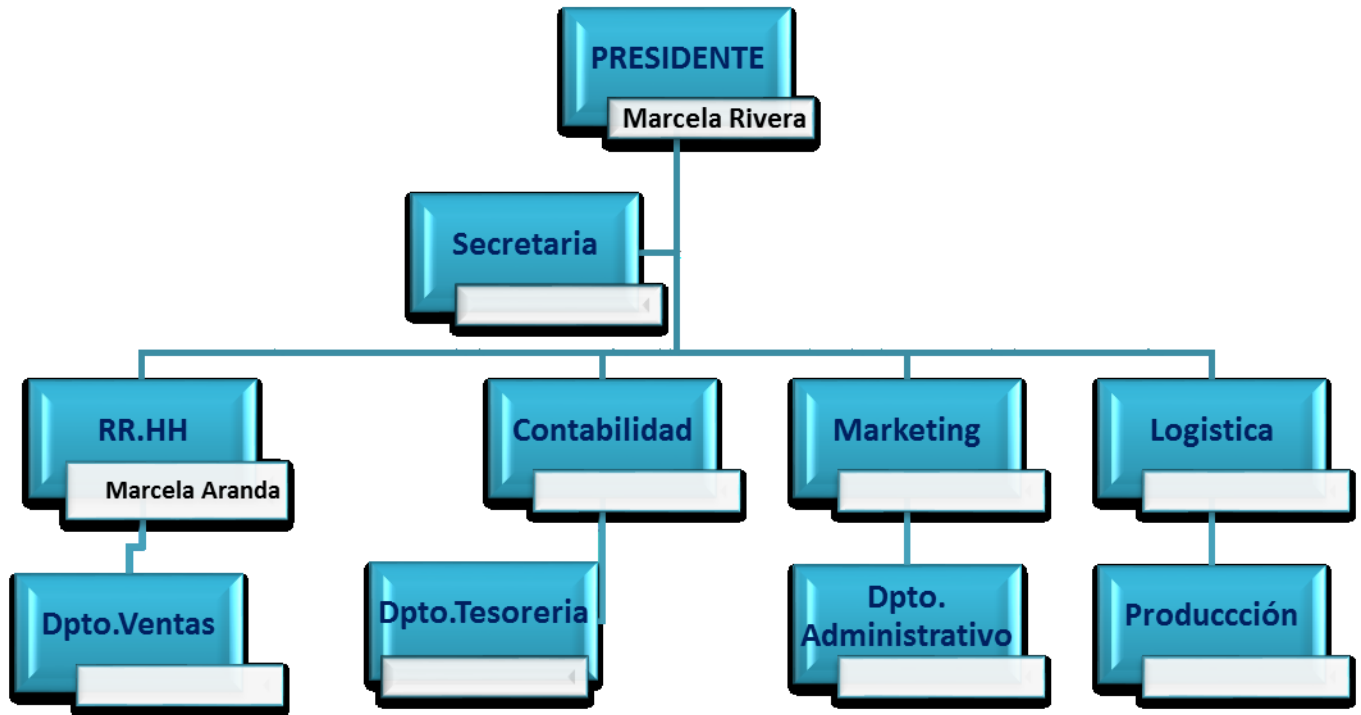 PRESIDENTE
Marcela Rivera
Secretaria
RR.HH
Marcela Aranda
Contabilidad
Marketing
Logistica
Dpto.Ventas
Dpto.Tesoreria
Dpto.
Administrativo
Produccción